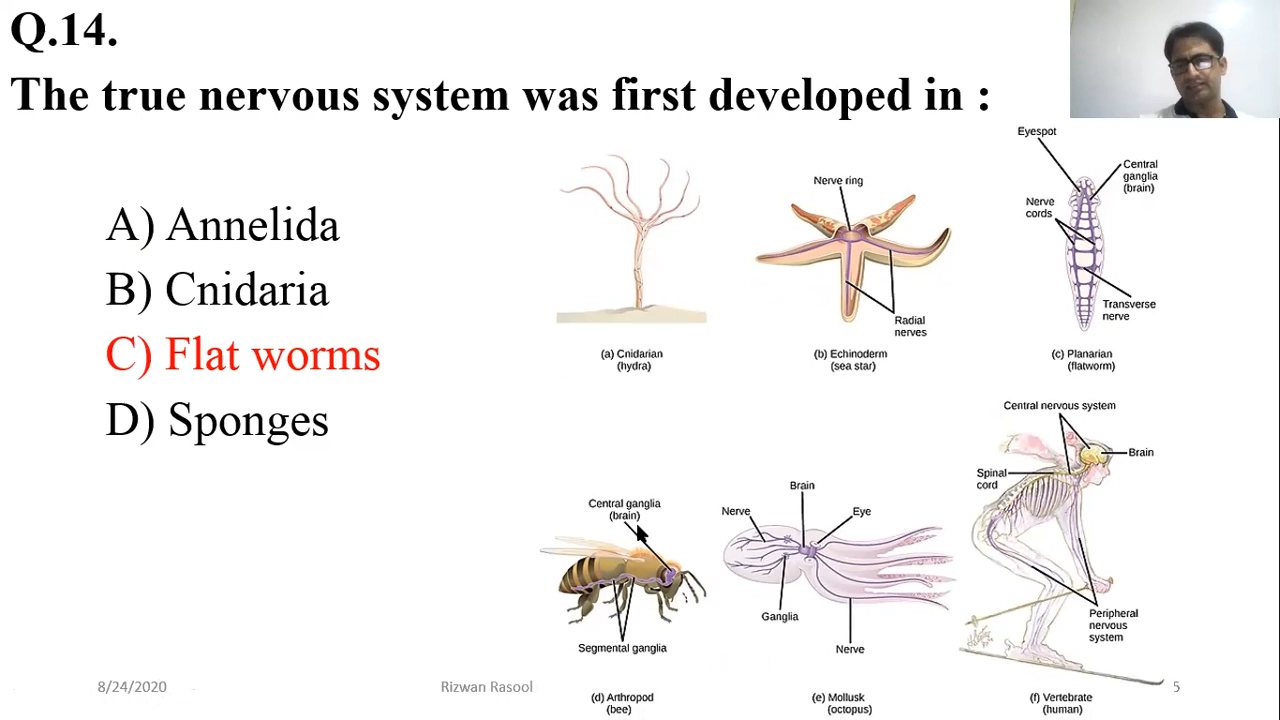 Q.14.
The true nervous system was first developed in :
A) Annelida
B) Cnidaria
C) Flat worms
D) Sponges
(a) Cnidarian
(hydra)
Nerve ring
Radial
nerves
(b) Echinoderm
(sea star)
Eyespot
Central
ganglia
(brain)
Nerve
cords
Transverse
nerve
(c) Planarian
(flatworm)
Central ganglia
(brain)
Segmental ganglia
(d) Arthropod
(bee)
Brain
Nerve
Eye
Ganglia
Nerve
(e) Mollusk
(octopus)
Central nervous system
Brain
Spinal
cord
Peripheral
nervous
system
(f) Vertebrate
(human)
8/24/2020
Rizwan Rasool
5